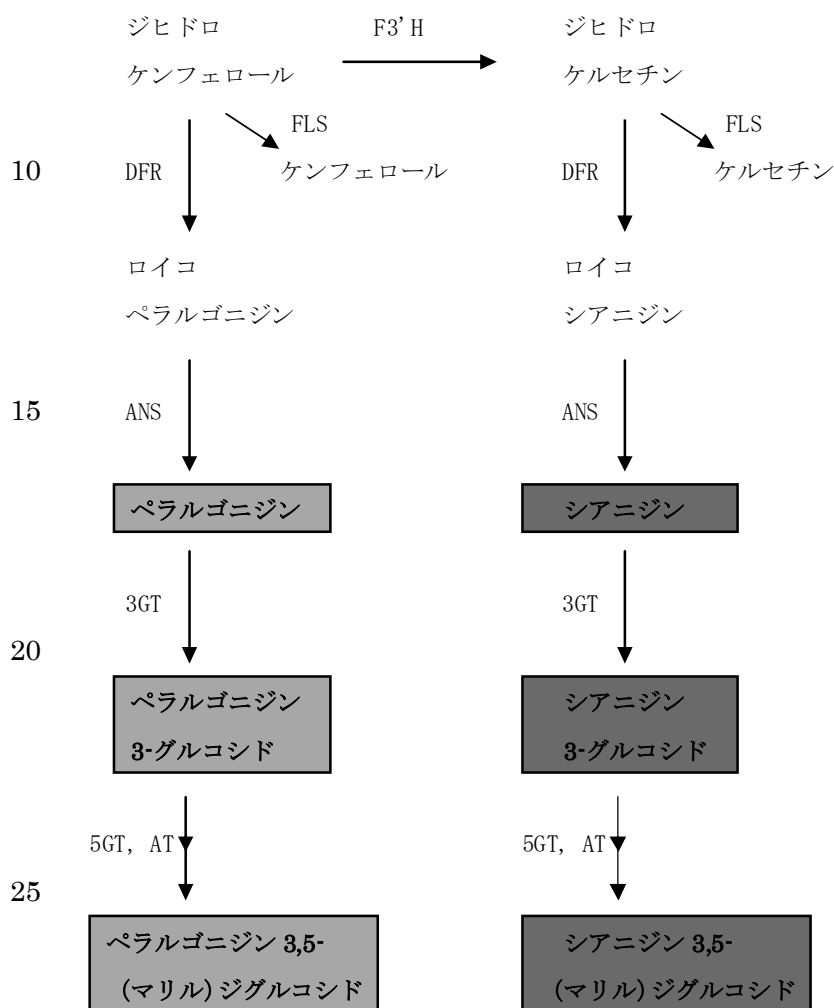 ジヒドロ F3'H ジヒドロ
ケンフェロール ケルセチン
FLS FLS
10 DFR ケンフェロール DFR ケルセチン
ロイコ ロイコ
ペラルゴニジン シアニジン
15 ANS ANS
ペラルゴニジン シアニジン
3GT 3GT
20
ペラルゴニジン シアニジン
3-グルコシド 3-グルコシド
5GT, AT 5GT, AT
25
ペラルゴニジン 3,5- シアニジン 3,5-
(マリル)ジグルコシド (マリル)ジグルコシド